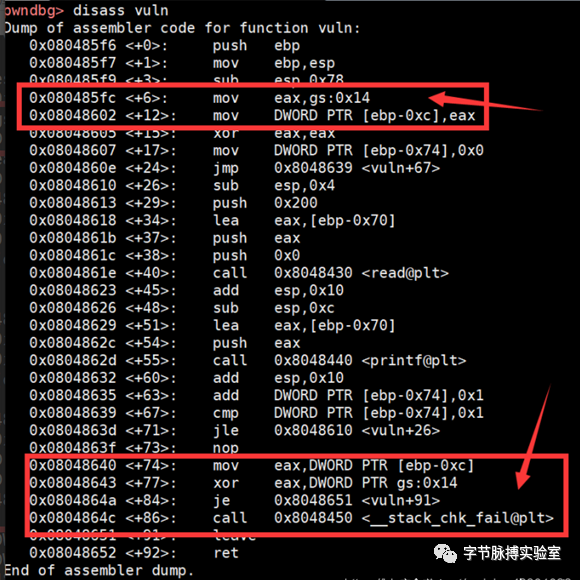 pwndbg> disass vuln
Dump of assembler code for function vuln:
0x080485f6 <+0>: push ebp
0x080485f7 <+1>: mov ebp,esp
0x080485f9 <+3>: sub esp,0x78
0x080485fc <+6>: mov eax,gs:0x14
0x08048602 <+12>: mov DWORD PTR [ebp-0xc],eax
0x08048605 <+15>: xor eax,eax
0x08048607 <+17>: mov DWORD PTR [ebp-0x74],0x0
0x0804860e <+24>: jmp 0x8048639 <vuln+67>
0x08048610 <+26>: sub esp,0x4
0x08048613 <+29>: push 0x200
0x08048618 <+34>: lea eax,[ebp-0x70]
0x0804861b <+37>: push eax
0x0804861c <+38>: push 0x0
0x0804861e <+40>: call 0x8048430 <read@plt>
0x08048623 <+45>: add esp,0x10
0x08048626 <+48>: sub esp,0xc
0x08048629 <+51>: lea eax,[ebp-0x70]
0x0804862c <+54>: push eax
0x0804862d <+55>: call 0x8048440 <printf@plt>
0x08048632 <+60>: add esp,0x10
0x08048635 <+63>: add DWORD PTR [ebp-0x74],0x1
0x08048639 <+67>: cmp DWORD PTR [ebp-0x74],0x1
0x0804863d <+71>: jle 0x8048610 <vuln+26>
0x0804863f <+73>: nop
0x08048640 <+74>: mov eax,DWORD PTR [ebp-0xc]
0x08048643 <+77>: xor eax,DWORD PTR gs:0x14
0x0804864a <+84>: je 0x8048651 <vuln+91>
0x0804864c <+86>: call 0x8048450 <__stack_chk_fail@plt>
0x08048651 <+91>: leave
0x08048652 <+92>: ret
End of assembler dump.
字节脉搏实验室